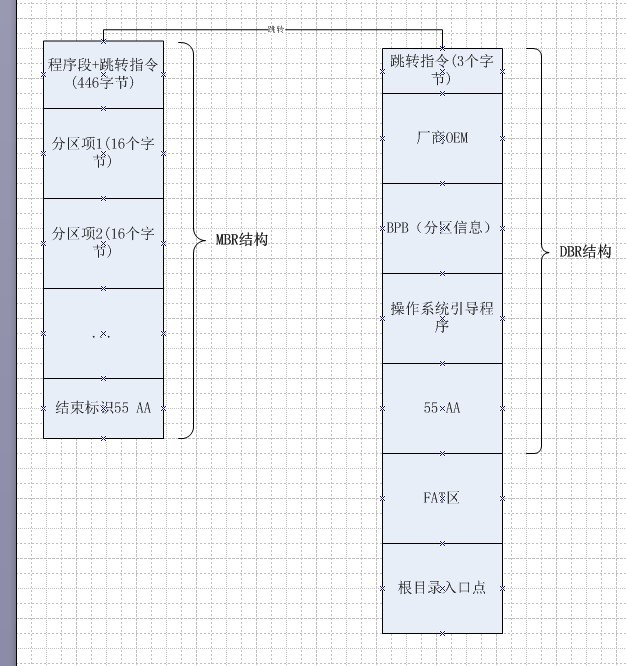 跳转
程序段+跳转指令
(446字节)
分区项1(16个字
节)
分区项2(16个字
节)
...
结束标识55 AA
MBR结构
跳转指令(3个字
节)
厂商OEM
BPB（分区信息）
操作系统引导程
序
55 AA
FAT区
根目录入口点
DBR结构